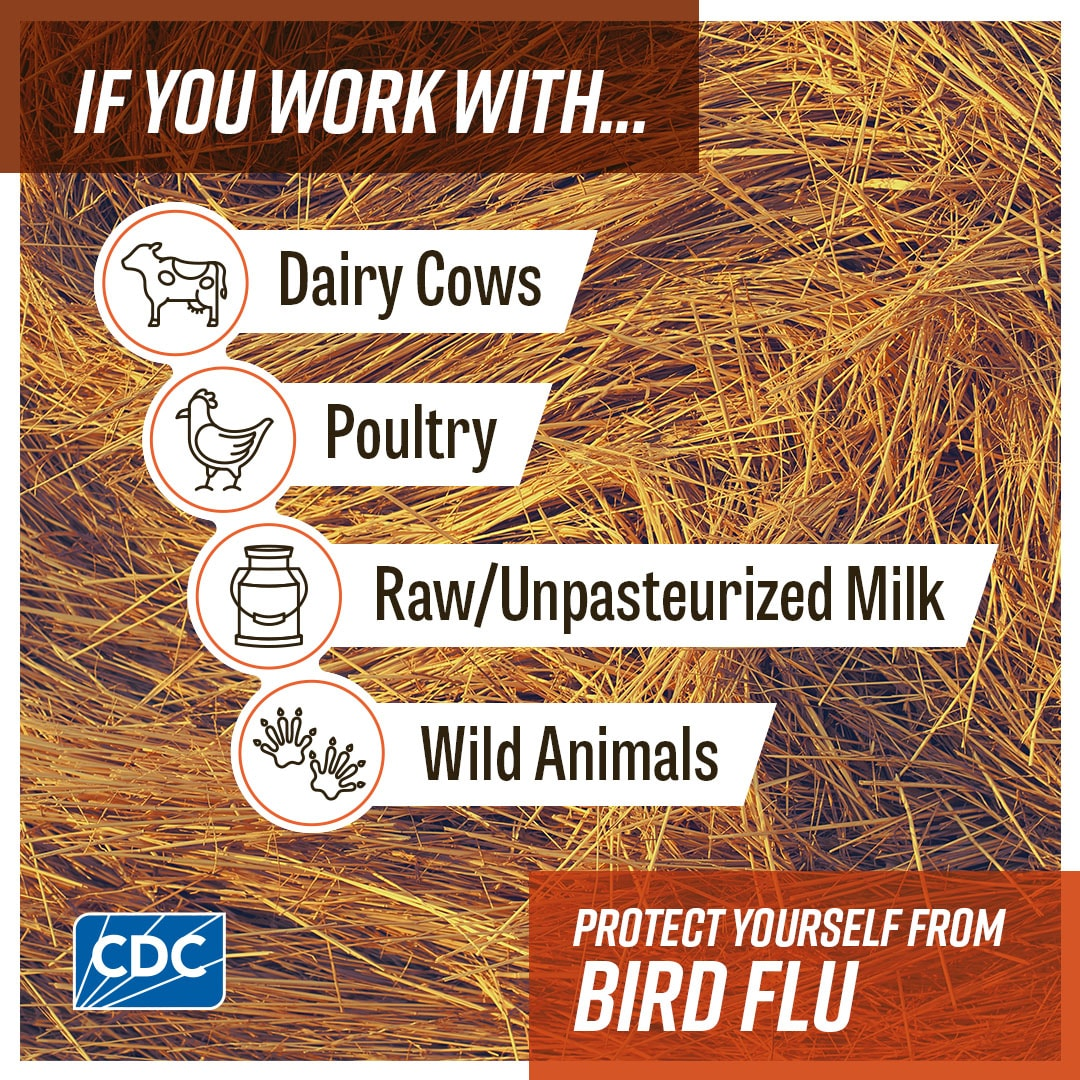 IF YOU WORK WITH...
Dairy Cows
Poultry
Raw/Unpasteurized Milk
Wild Animals
CDC
PROTECT YOURSELF FROM
BIRD FLU